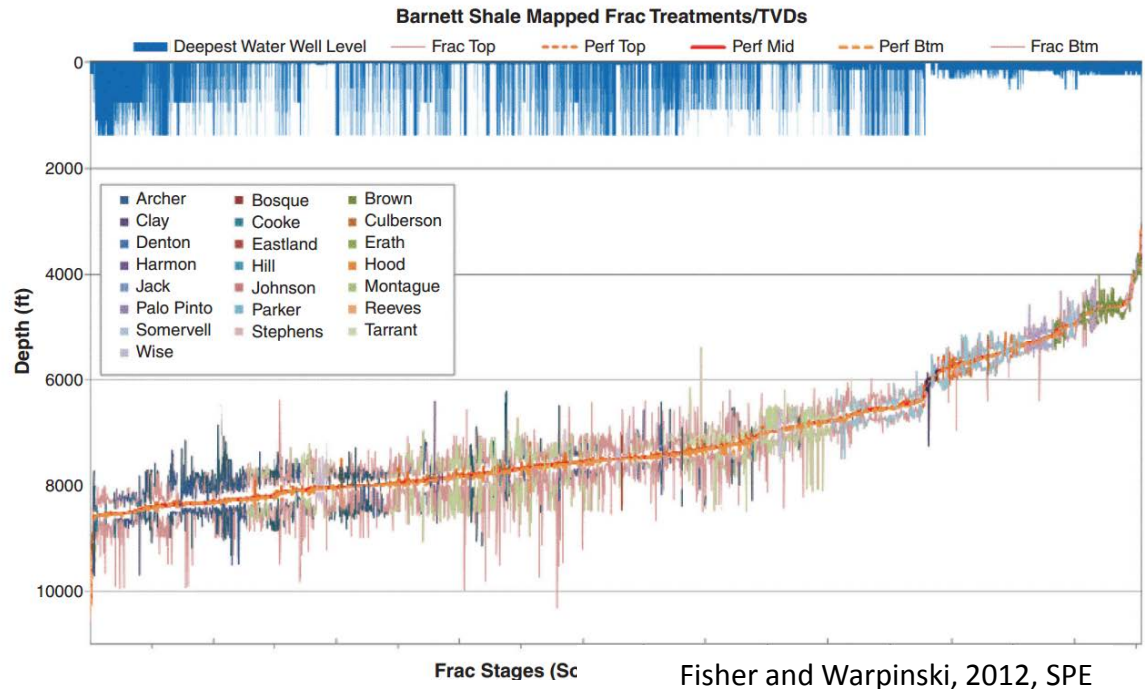 Barnett Shale Mapped Frac Treatments/TVDs
Deepest Water Well Level Frac Top Perf Top Perf Mid Perf Btm Frac Btm
0
2000
4000
6000
8000
10000
Depth (ft)
Archer Bosque Brown
Clay Cooke Culberson
Denton Eastland Erath
Harmon Hill Hood
Jack Johnson Montague
Palo Pinto Parker Reeves
Somervell Stephens Tarrant
Wise
Frac Stages (Sc
Fisher and Warpinski, 2012, SPE